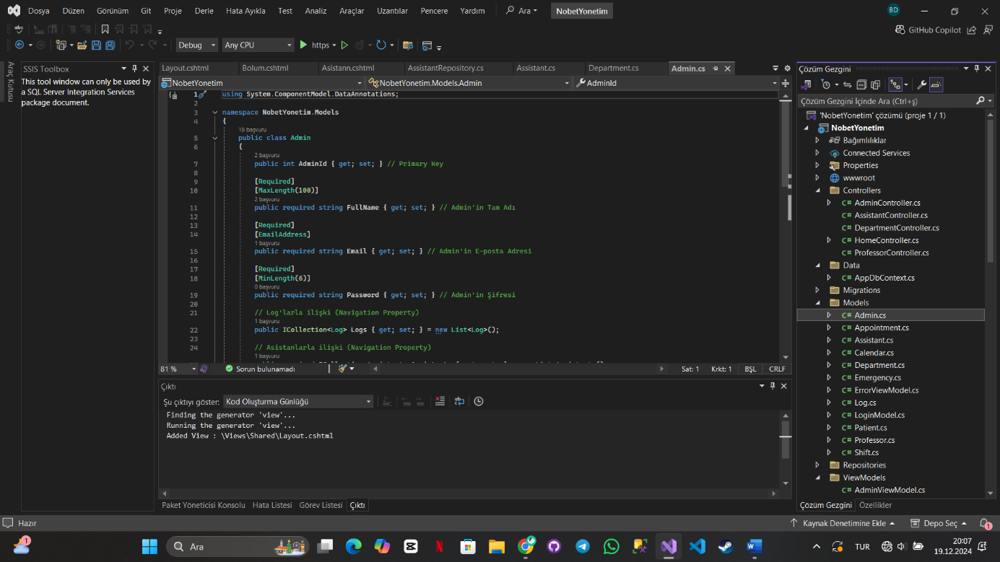 Dosya Düzen Görünüm Git Proje Derle Hata Ayıkla Test Analiz Araçlar Uzantılar Pencere Yardım Ara NobetYonetim BD
GitHub Copilot
Debug Any CPU https
Araç Kutusu
SSIS Toolbox
This tool window can only be used by
a SQL Server Integration Services
package document.
Layout.cshtml Bolum.cshtml Asistann.cshtml AssistantRepository.cs Assistant.cs Department.cs Admin.cs
NobetYonetim NobetYonetim.Models.Admin AdminId
1 using System.ComponentModel.DataAnnotations;
2
3 namespace NobetYonetim.Models
4 {
18 başvuru
5 public class Admin
6 {
2 başvuru
7 public int AdminId { get; set; } // Primary Key
8
9 [Required]
10 [MaxLength(100)]
2 başvuru
11 public required string FullName { get; set; } // Admin'in Tam Adı
12
13 [Required]
14 [EmailAddress]
1 başvuru
15 public required string Email { get; set; } // Admin'in E-posta Adresi
16
17 [Required]
18 [MinLength(6)]
0 başvuru
19 public required string Password { get; set; } // Admin'in Şifresi
20
21 // Log'larla ilişki (Navigation Property)
1 başvuru
22 public ICollection<Log> Logs { get; set; } = new List<Log>();
23
24 // Asistanlarla ilişki (Navigation Property)
1 başvuru
81 % Sorun bulunamadı Sat: 1 Krkt: 1 BŞL CRLF
Çıktı
Şu çıktıyı göster: Kod Oluşturma Günlüğü
Finding the generator 'view'...
Running the generator 'view'...
Added View : \Views\Shared\Layout.cshtml
Paket Yöneticisi Konsolu Hata Listesi Görev Listesi Çıktı
Çözüm Gezgini
Çözüm Gezgini İçinde Ara (Ctrl+ş)
'NobetYonetim' çözümü (proje 1 / 1)
NobetYonetim
Bağımlılıklar
Connected Services
Properties
wwwroot
Controllers
C# AdminController.cs
C# AssistantController.cs
C# DepartmentController.cs
C# HomeController.cs
C# ProfessorController.cs
Data
C# AppDbContext.cs
Migrations
Models
C# Admin.cs
C# Appointment.cs
C# Assistant.cs
C# Calendar.cs
C# Department.cs
C# Emergency.cs
C# ErrorViewModel.cs
C# Log.cs
C# LoginModel.cs
C# Patient.cs
C# Professor.cs
C# Shift.cs
Repositories
ViewModels
C# AdminViewModel.cs
Çözüm Gezgini Özellikler
Hazır Kaynak Denetimine Ekle Depo Seç 1
1 Ara TUR 20:07
19.12.2024